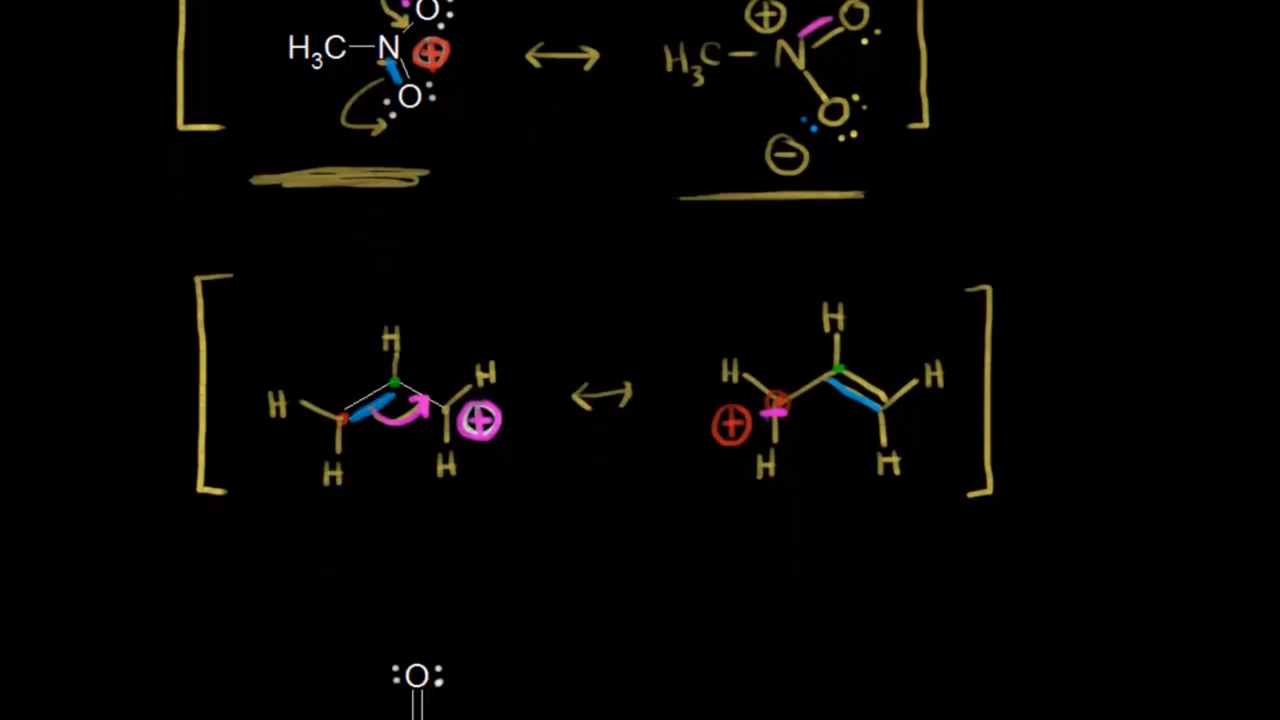 O O
H3C N ⊕ ↔ H3C N ⊕
O O
⊖
H H
H H ↔ H H
H ⊕ ⊕
H H H H
:O: